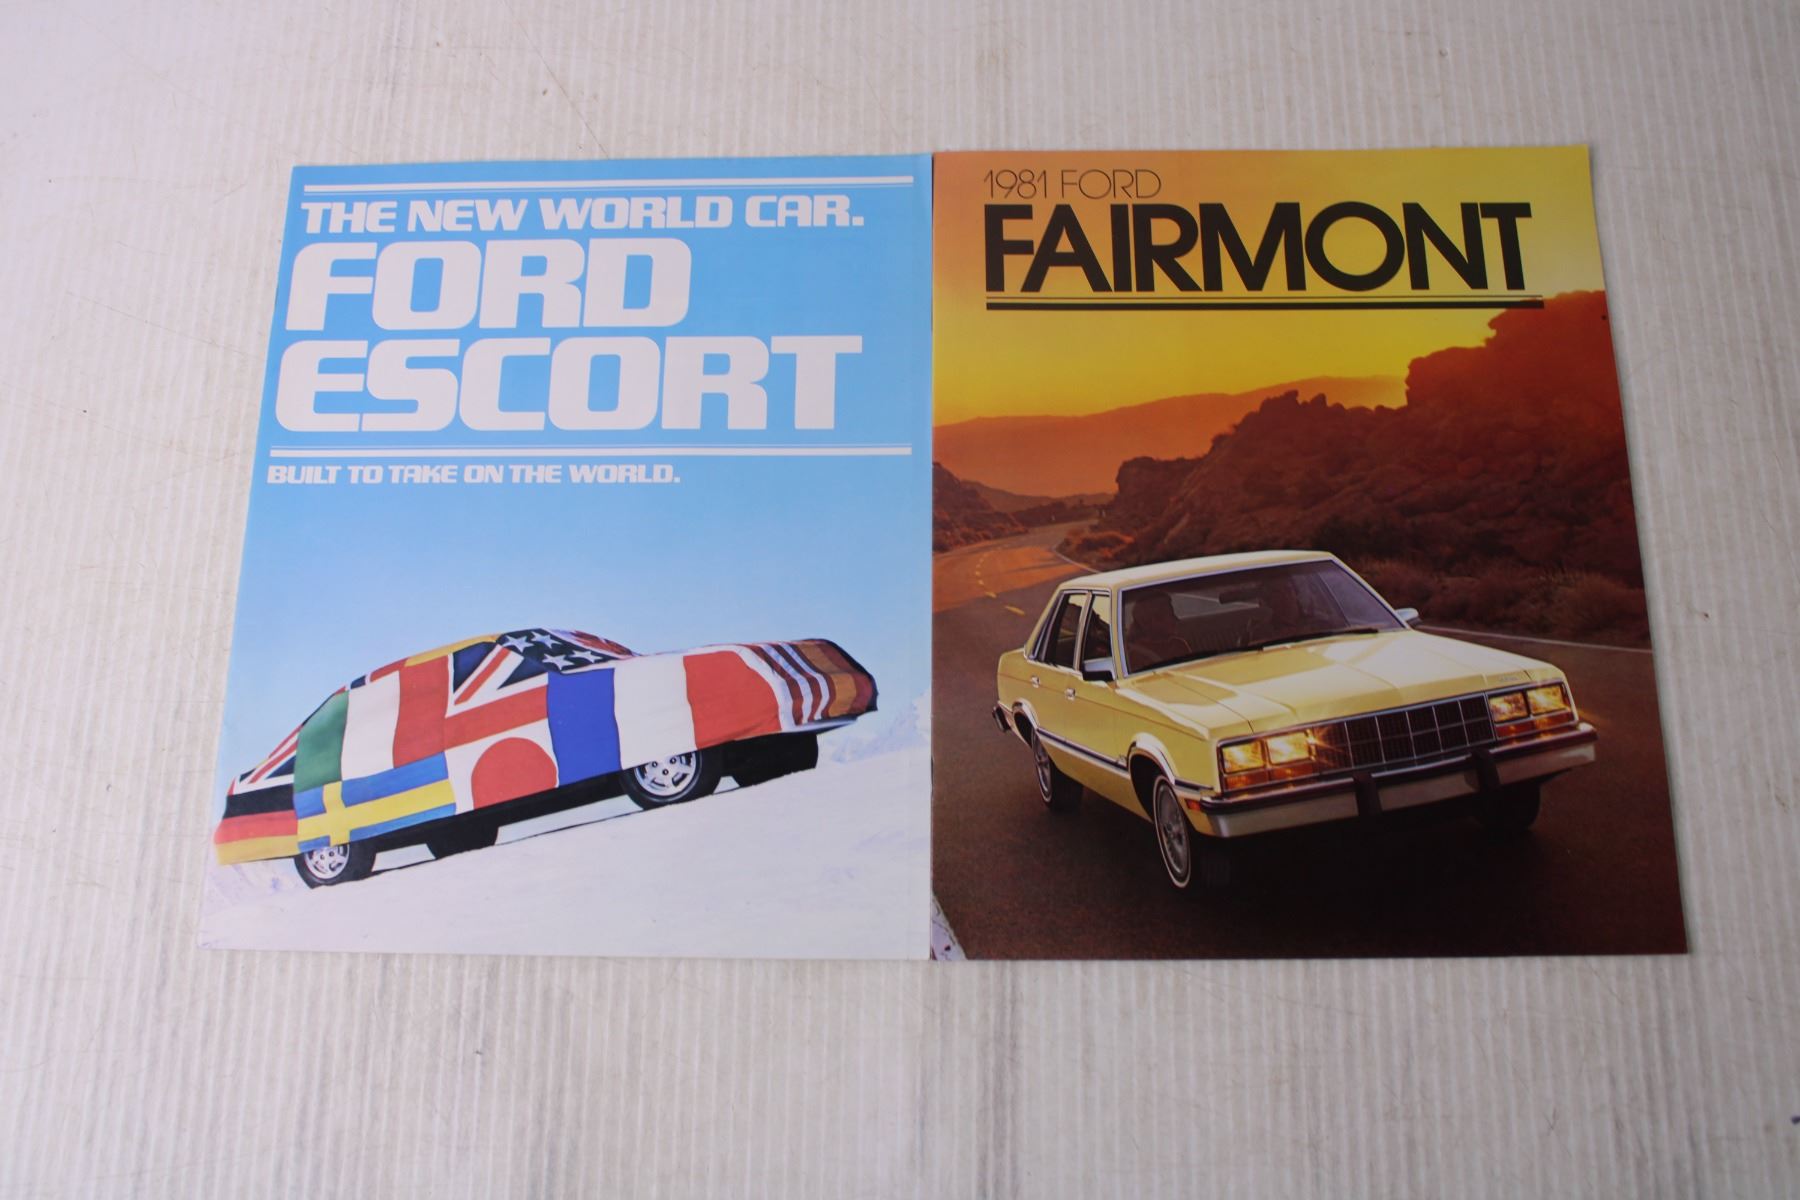 THE NEW WORLD CAR.
FORD
ESCORT
BUILT TO TAKE ON THE WORLD.
1981 FORD
FAIRMONT